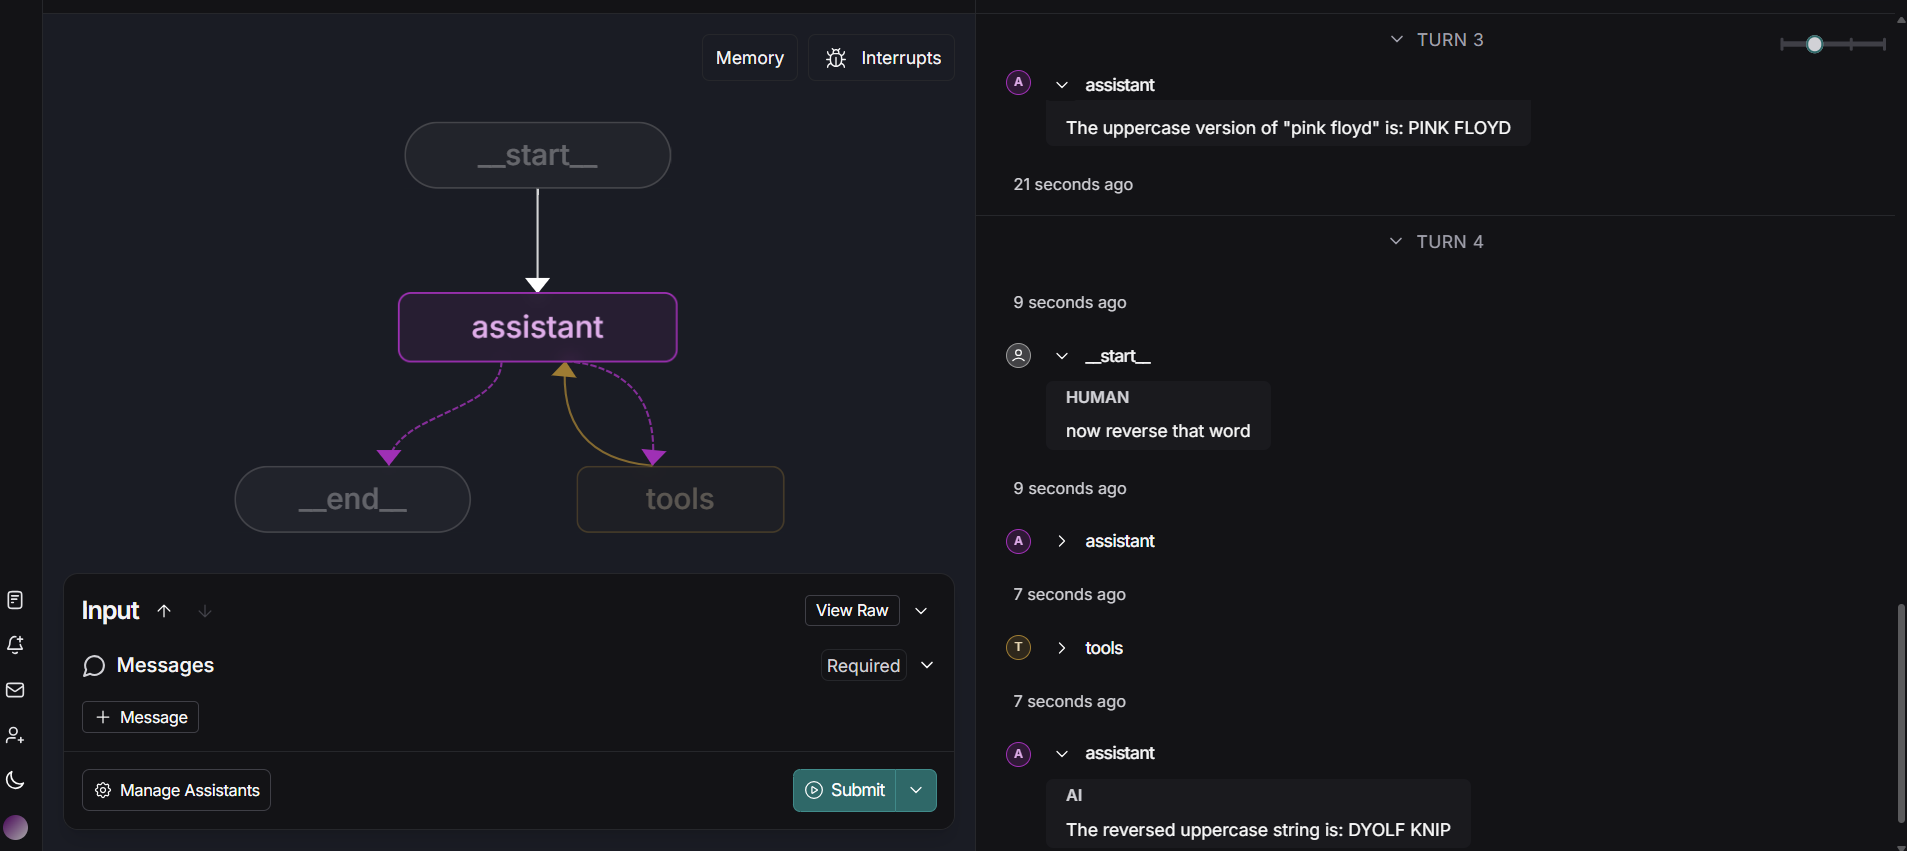 Memory
Interrupts
__start__
assistant
__end__
tools
Input
View Raw
Messages
Required
+ Message
Manage Assistants
Submit
TURN 3
A
assistant
The uppercase version of "pink floyd" is: PINK FLOYD
21 seconds ago
TURN 4
9 seconds ago
__start__
HUMAN
now reverse that word
9 seconds ago
A
assistant
7 seconds ago
T
tools
7 seconds ago
A
assistant
AI
The reversed uppercase string is: DYOLF KNIP